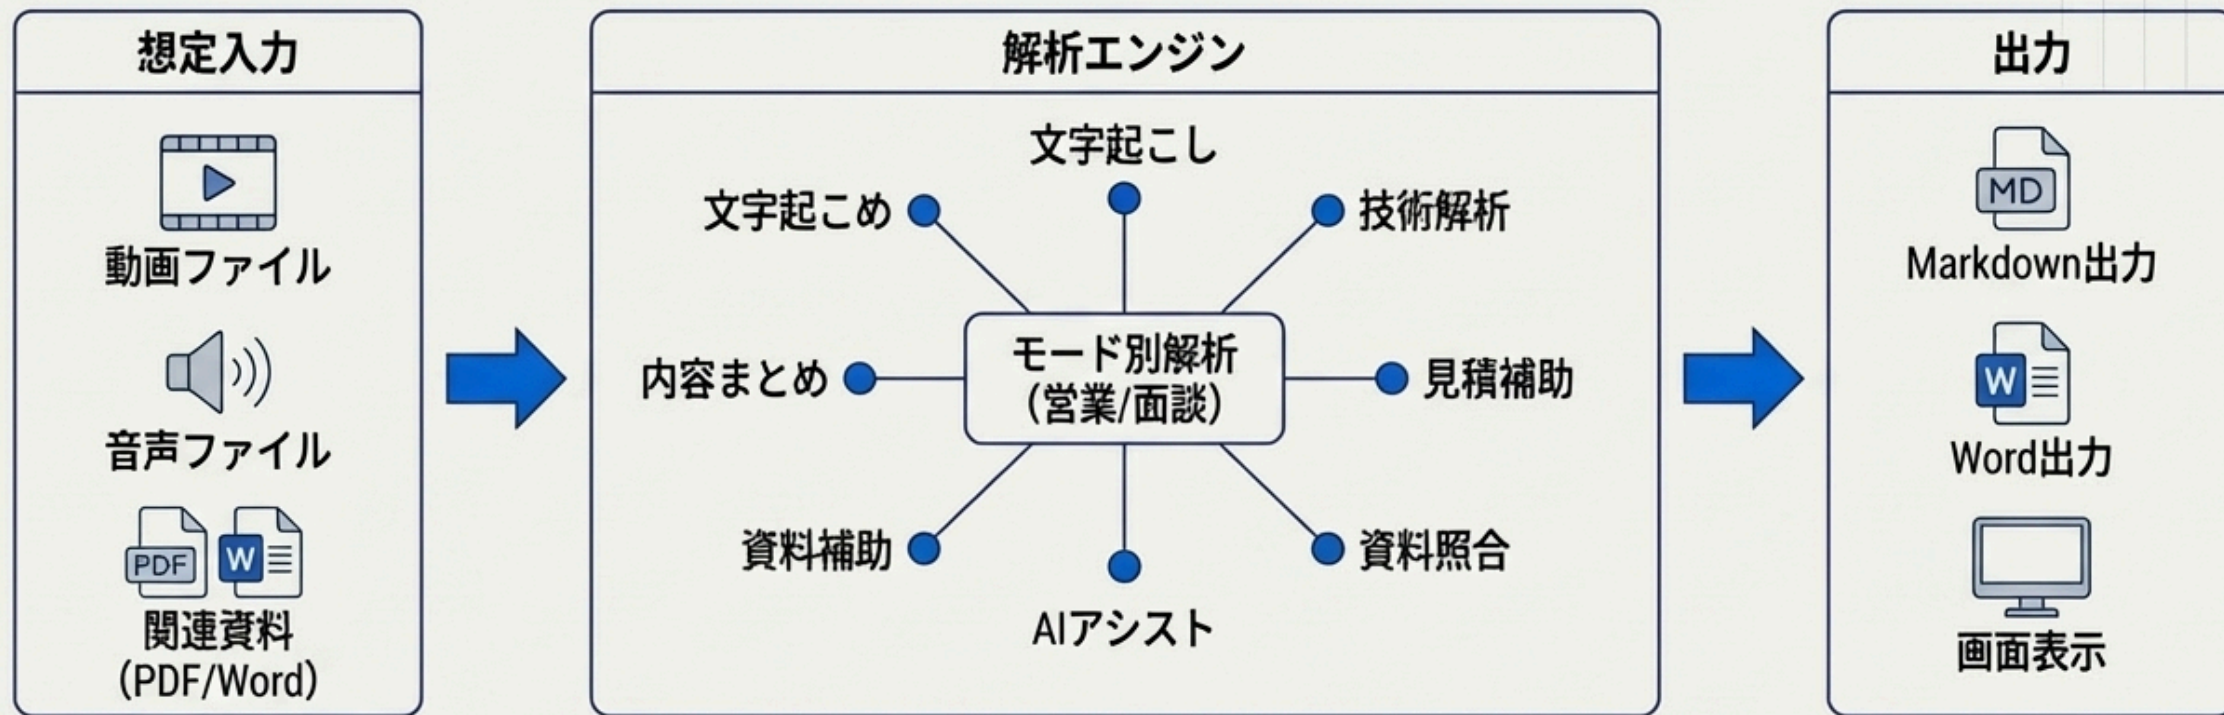 想定入力
動画ファイル
音声ファイル
PDF
W
関連資料
(PDF/Word)
解析エンジン
文字起こし
文字起こめ
技術解析
内容まとめ
モード別解析
(営業/面談)
見積補助
資料補助
資料照合
AIアシスト
出力
MD
Markdown出力
W
Word出力
画面表示